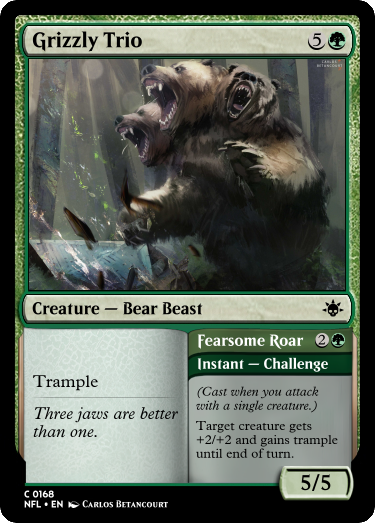 Grizzly Trio 5
CARLOS
BETANCOURT
Creature — Bear Beast
Trample
Three jaws are better
than one.
Fearsome Roar 2
Instant — Challenge
(Cast when you attack
with a single creature.)
Target creature gets
+2/+2 and gains trample
until end of turn.
5/5
C 0168
NFL • EN Carlos Betancourt